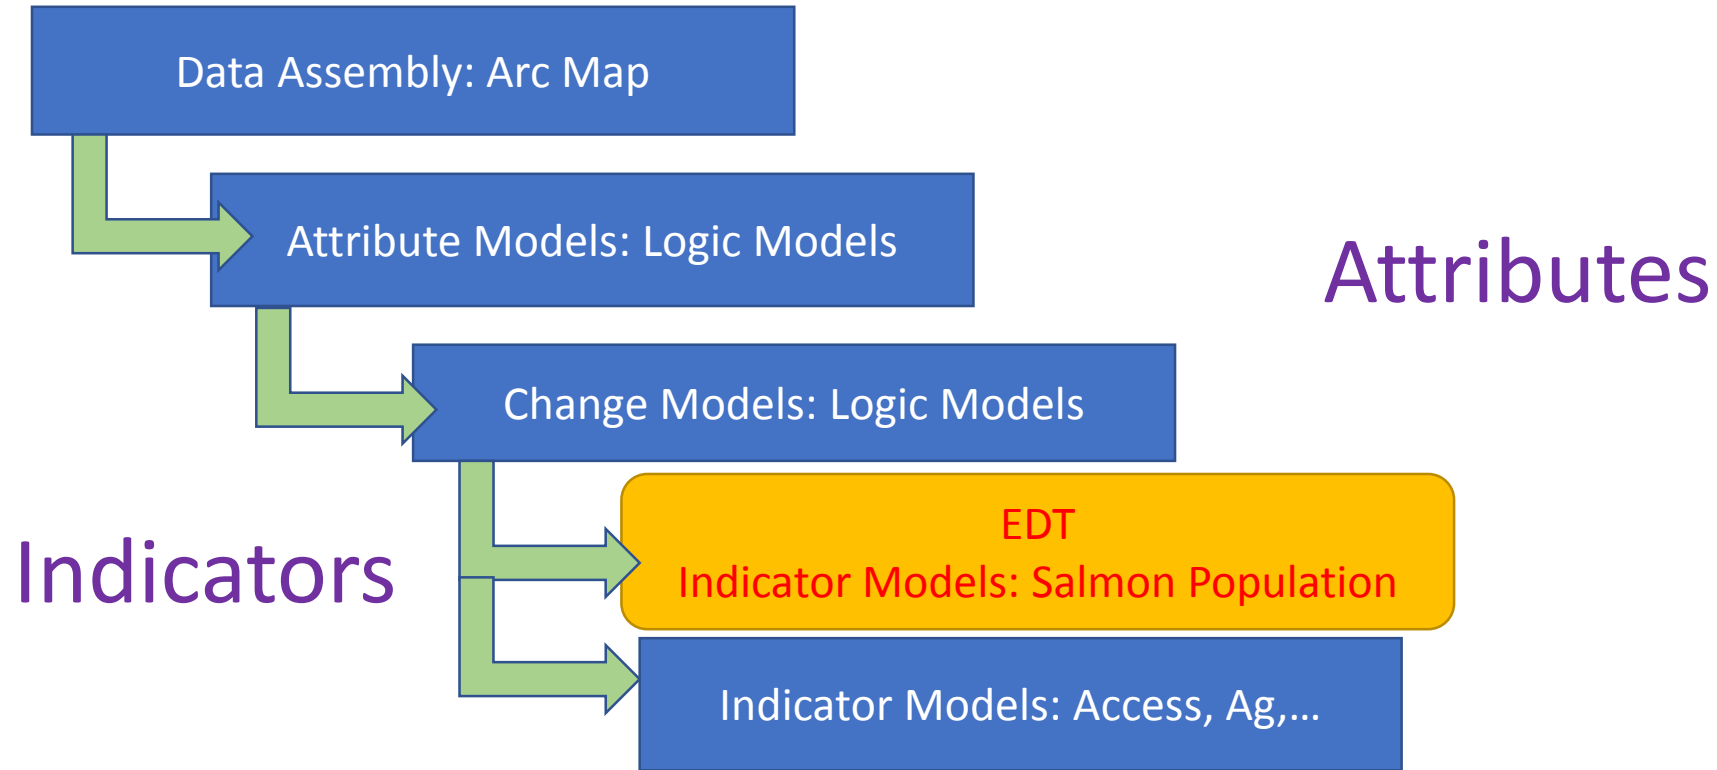 Data Assembly: Arc Map
Attribute Models: Logic Models
Attributes
Change Models: Logic Models
Indicators
EDT
Indicator Models: Salmon Population
Indicator Models: Access, Ag,...